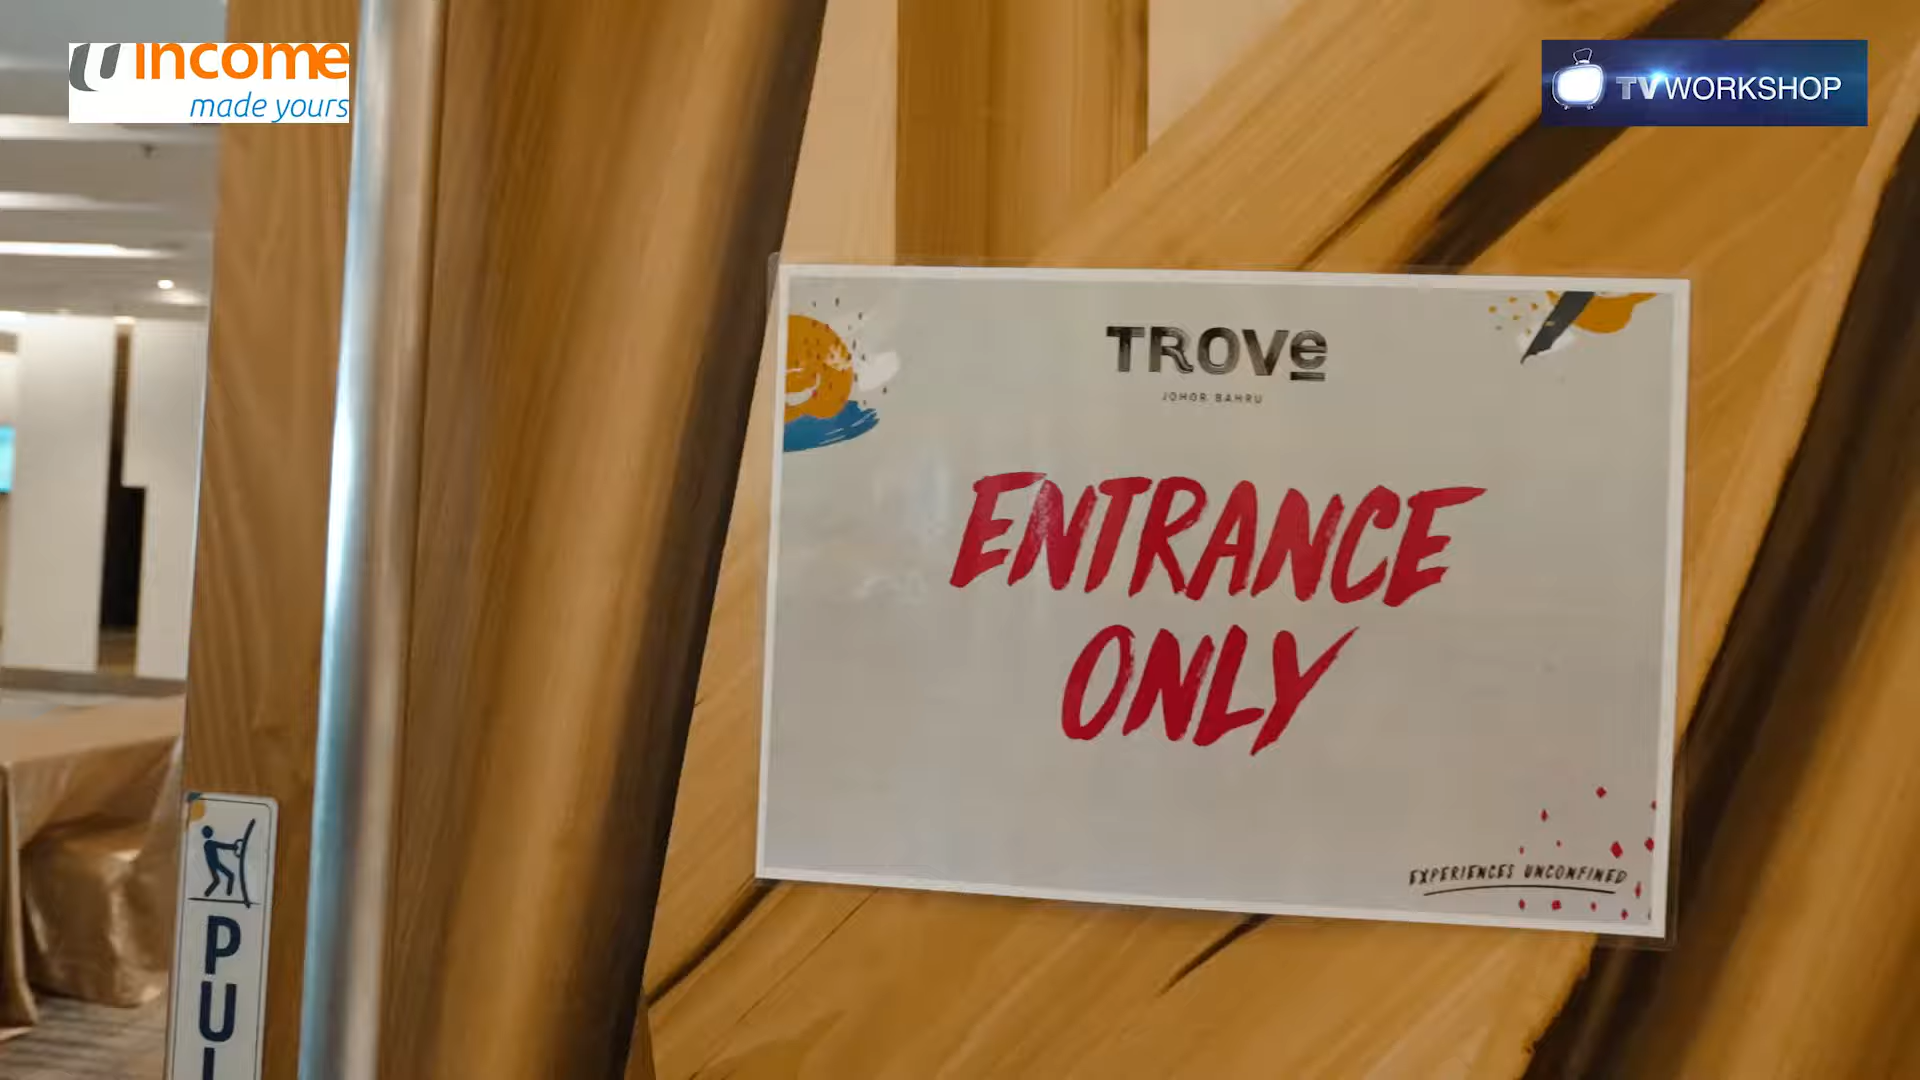 income
made yours
TV WORKSHOP
TROVe
JOHOR BAHRU
ENTRANCE
ONLY
EXPERIENCES UNCONFINED
PU